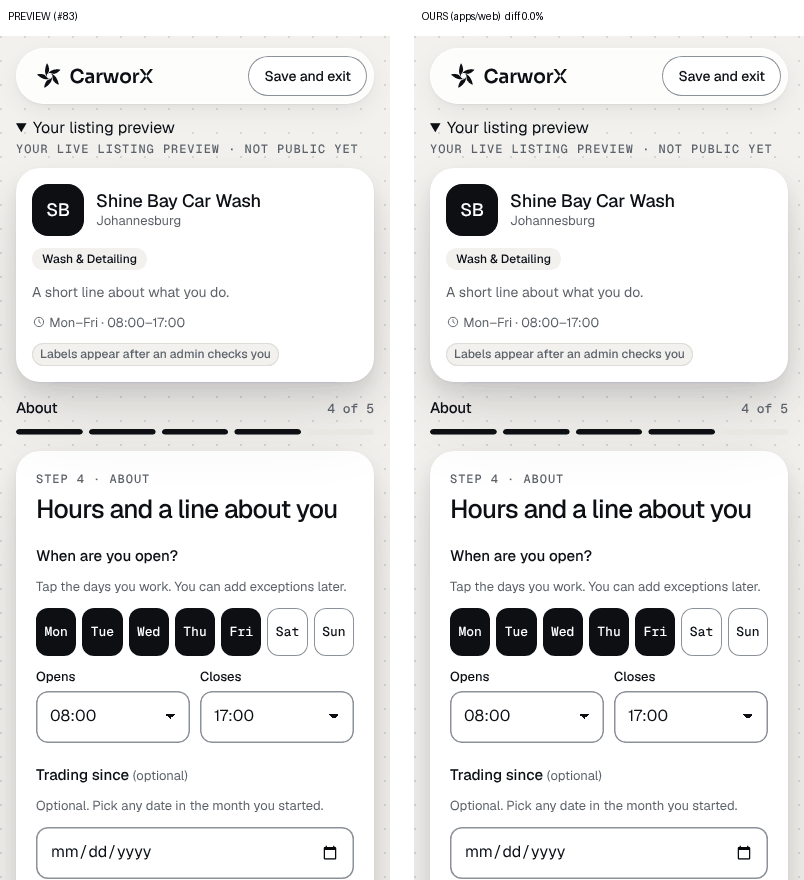 PREVIEW (#83)
CarworX
Save and exit
▼ Your listing preview
YOUR LIVE LISTING PREVIEW · NOT PUBLIC YET
SB
Shine Bay Car Wash
Johannesburg
Wash & Detailing
A short line about what you do.
Mon–Fri · 08:00–17:00
Labels appear after an admin checks you
About
4 of 5
STEP 4 · ABOUT
Hours and a line about you
When are you open?
Tap the days you work. You can add exceptions later.
Mon Tue Wed Thu Fri Sat Sun
Opens Closes
08:00 17:00
Trading since (optional)
Optional. Pick any date in the month you started.
mm/dd/yyyy
OURS (apps/web) diff 0.0%
CarworX
Save and exit
▼ Your listing preview
YOUR LIVE LISTING PREVIEW · NOT PUBLIC YET
SB
Shine Bay Car Wash
Johannesburg
Wash & Detailing
A short line about what you do.
Mon–Fri · 08:00–17:00
Labels appear after an admin checks you
About
4 of 5
STEP 4 · ABOUT
Hours and a line about you
When are you open?
Tap the days you work. You can add exceptions later.
Mon Tue Wed Thu Fri Sat Sun
Opens Closes
08:00 17:00
Trading since (optional)
Optional. Pick any date in the month you started.
mm/dd/yyyy